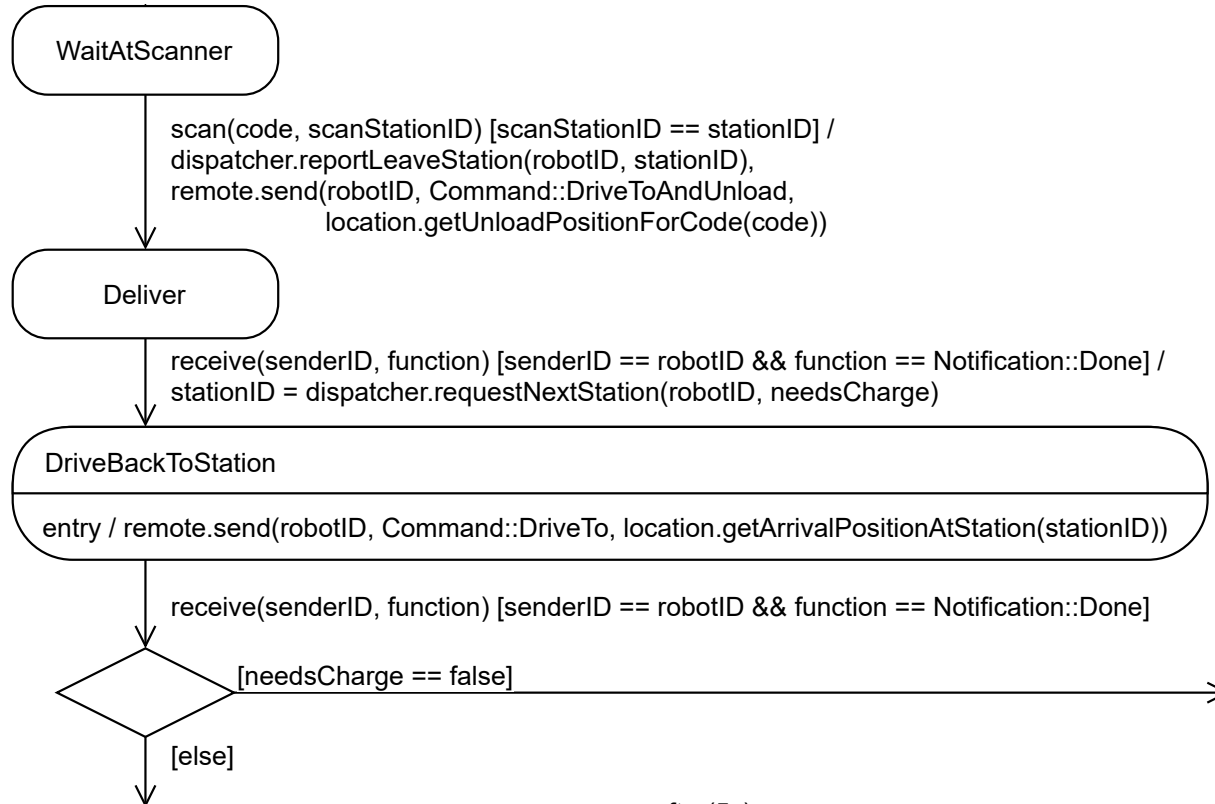 WaitAtScanner
scan(code, scanStationID) [scanStationID == stationID] /
dispatcher.reportLeaveStation(robotID, stationID),
remote.send(robotID, Command::DriveToAndUnload,
location.getUnloadPositionForCode(code))
Deliver
receive(senderID, function) [senderID == robotID && function == Notification::Done] /
stationID = dispatcher.requestNextStation(robotID, needsCharge)
DriveBackToStation
entry / remote.send(robotID, Command::DriveTo, location.getArrivalPositionAtStation(stationID))
receive(senderID, function) [senderID == robotID && function == Notification::Done]
[needsCharge == false]
[else]